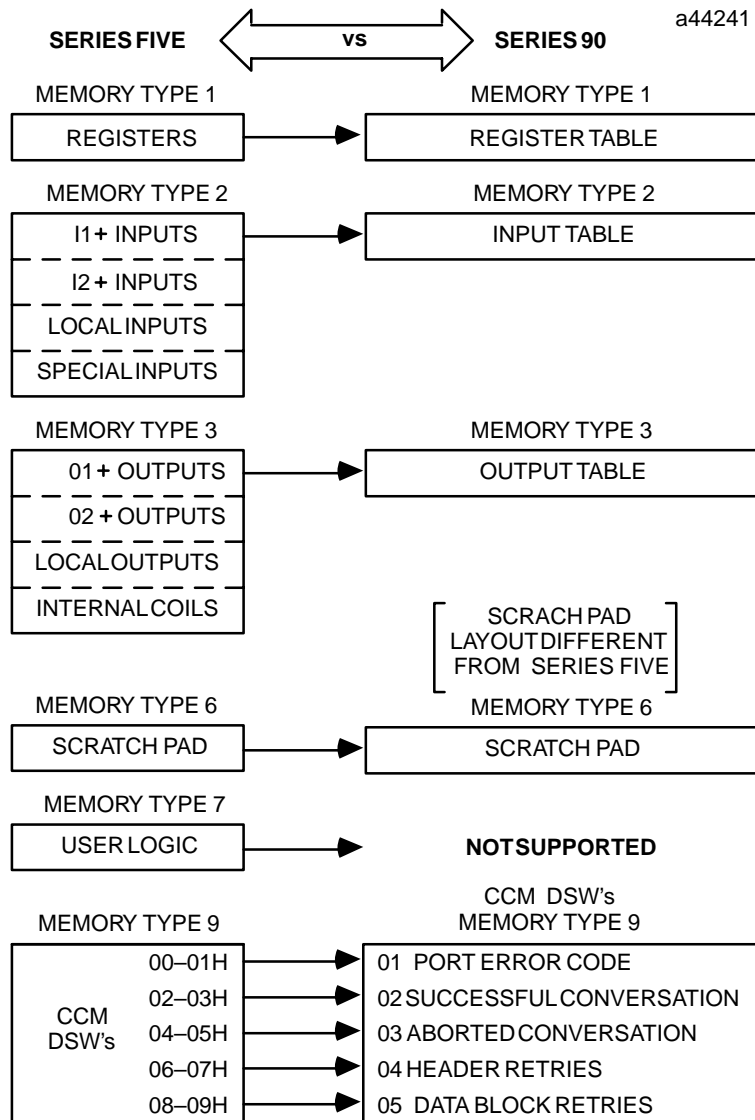 a44241
SERIES FIVE vs SERIES 90
MEMORY TYPE 1 MEMORY TYPE 1
REGISTERS REGISTER TABLE
MEMORY TYPE 2 MEMORY TYPE 2
I1+ INPUTS INPUT TABLE
I2+ INPUTS
LOCAL INPUTS
SPECIAL INPUTS
MEMORY TYPE 3 MEMORY TYPE 3
01+ OUTPUTS OUTPUT TABLE
02+ OUTPUTS
LOCAL OUTPUTS
INTERNAL COILS
SCRACH PAD
LAYOUT DIFFERENT
FROM SERIES FIVE
MEMORY TYPE 6 MEMORY TYPE 6
SCRATCH PAD SCRATCH PAD
MEMORY TYPE 7
USER LOGIC NOT SUPPORTED
CCM DSW's
MEMORY TYPE 9 MEMORY TYPE 9
CCM
DSW's
00–01H 01 PORT ERROR CODE
02–03H 02 SUCCESSFUL CONVERSATION
04–05H 03 ABORTED CONVERSATION
06–07H 04 HEADER RETRIES
08–09H 05 DATA BLOCK RETRIES